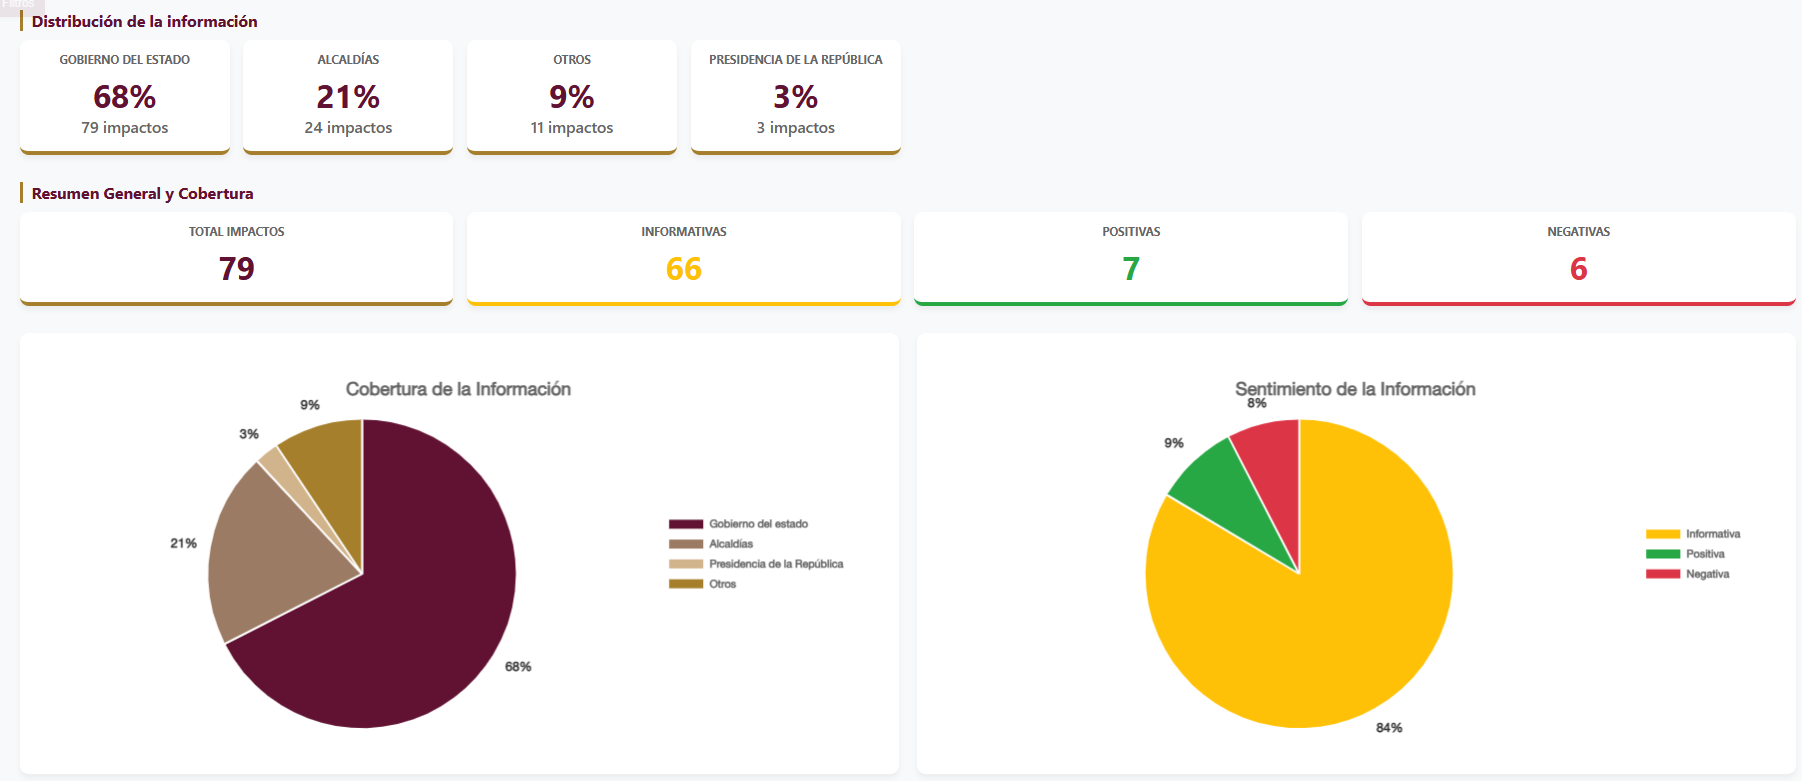 Filtros
Distribución de la información
GOBIERNO DEL ESTADO
68%
79 impactos
ALCALDÍAS
21%
24 impactos
OTROS
9%
11 impactos
PRESIDENCIA DE LA REPÚBLICA
3%
3 impactos
Resumen General y Cobertura
TOTAL IMPACTOS
79
INFORMATIVAS
66
POSITIVAS
7
NEGATIVAS
6
Cobertura de la Información
9%
3%
21%
68%
Gobierno del estado
Alcaldías
Presidencia de la República
Otros
Sentimiento de la Información
8%
9%
84%
Informativa
Positiva
Negativa